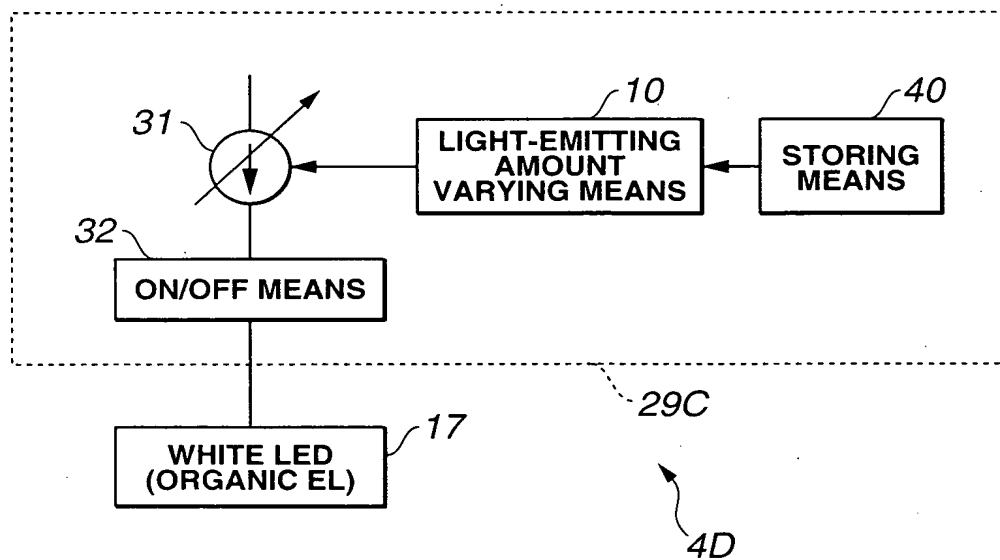 10
40
31
LIGHT-EMITTING
AMOUNT
VARYING MEANS
STORING
MEANS
32
ON/OFF MEANS
29C
17
WHITE LED
(ORGANIC EL)
4D